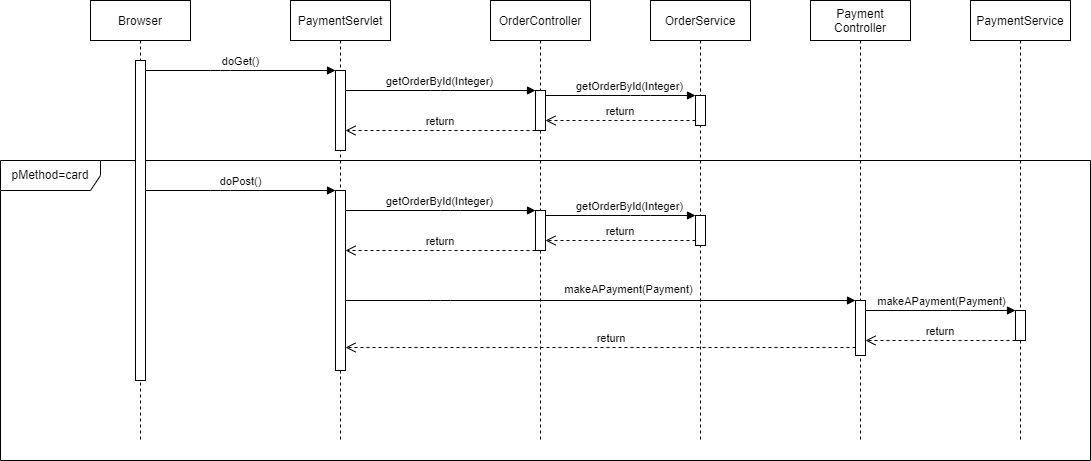 Browser
PaymentServlet
OrderController
OrderService
Payment
Controller
PaymentService
doGet()
getOrderById(Integer)
getOrderById(Integer)
return
return
pMethod=card
doPost()
getOrderById(Integer)
getOrderById(Integer)
return
return
makeAPayment(Payment)
makeAPayment(Payment)
return
return